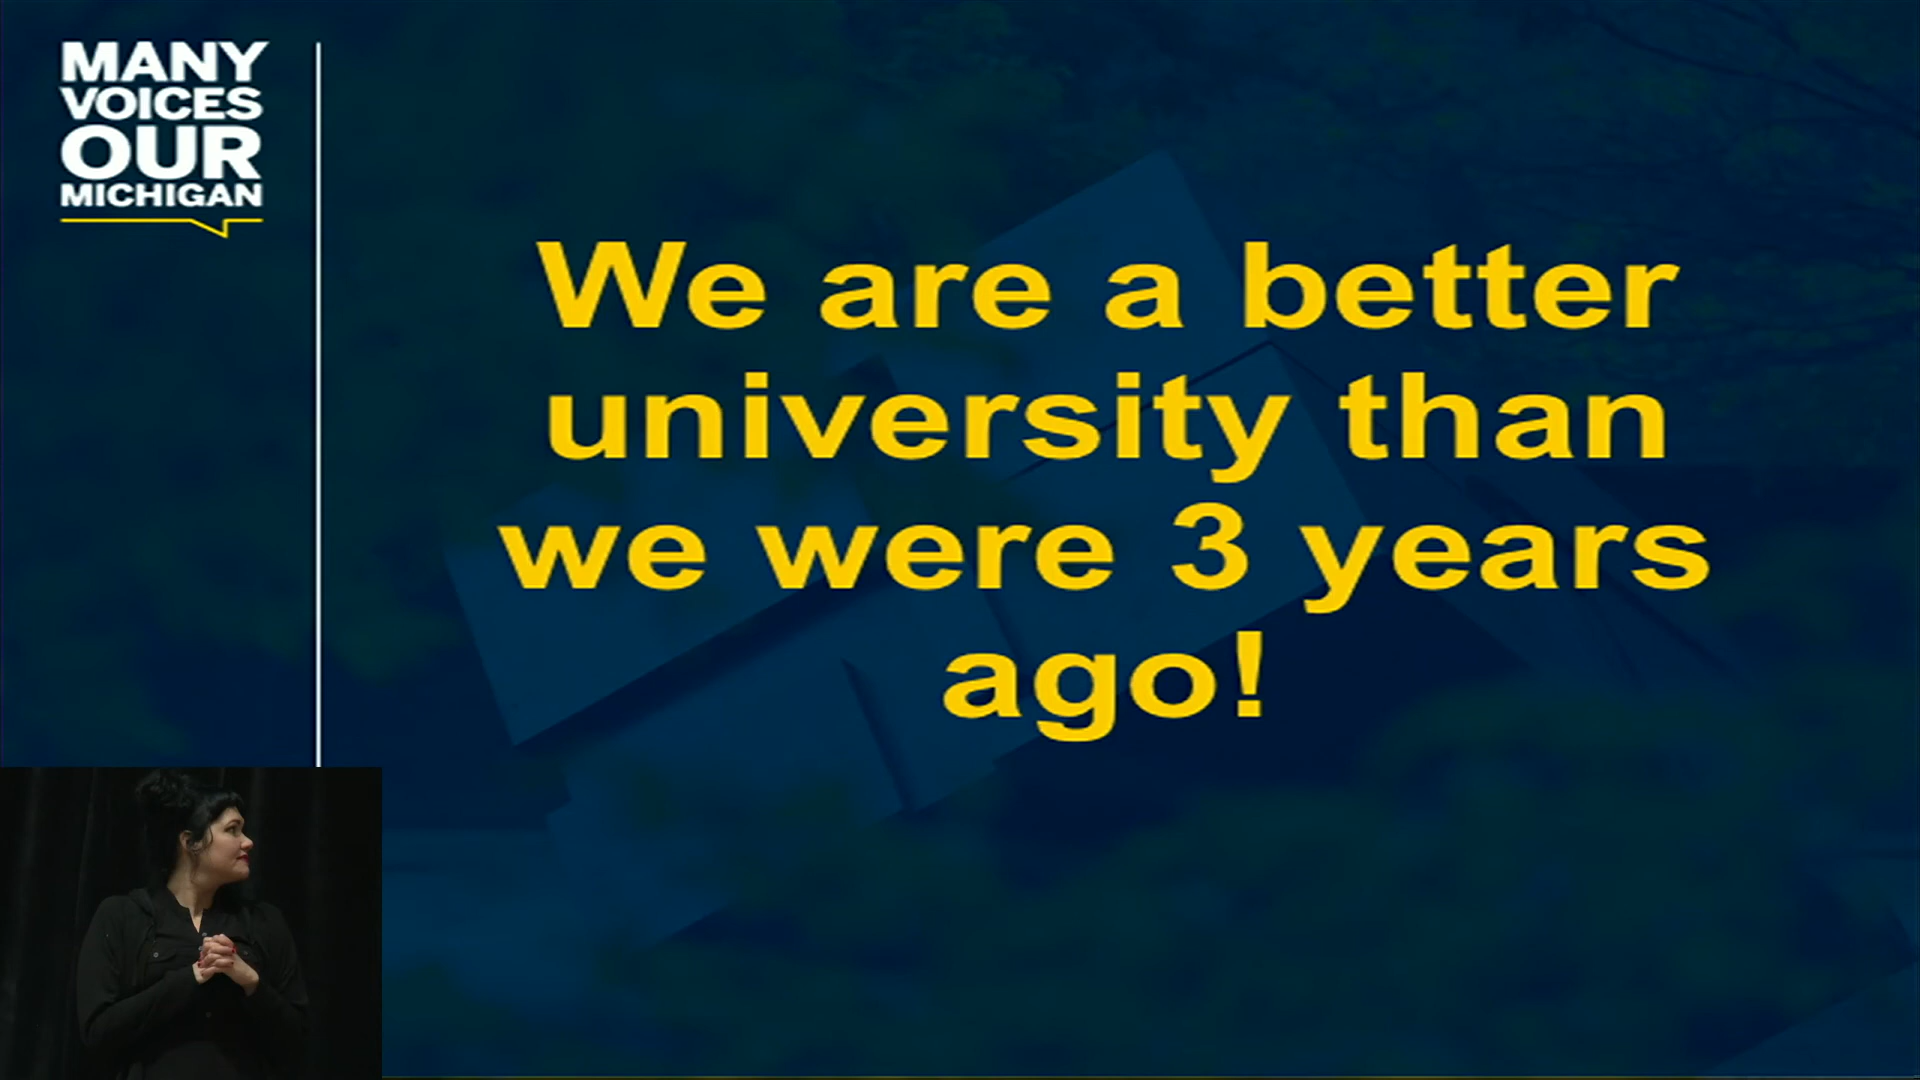 MANY
VOICES
OUR
MICHIGAN
We are a better
university than
we were 3 years
ago!